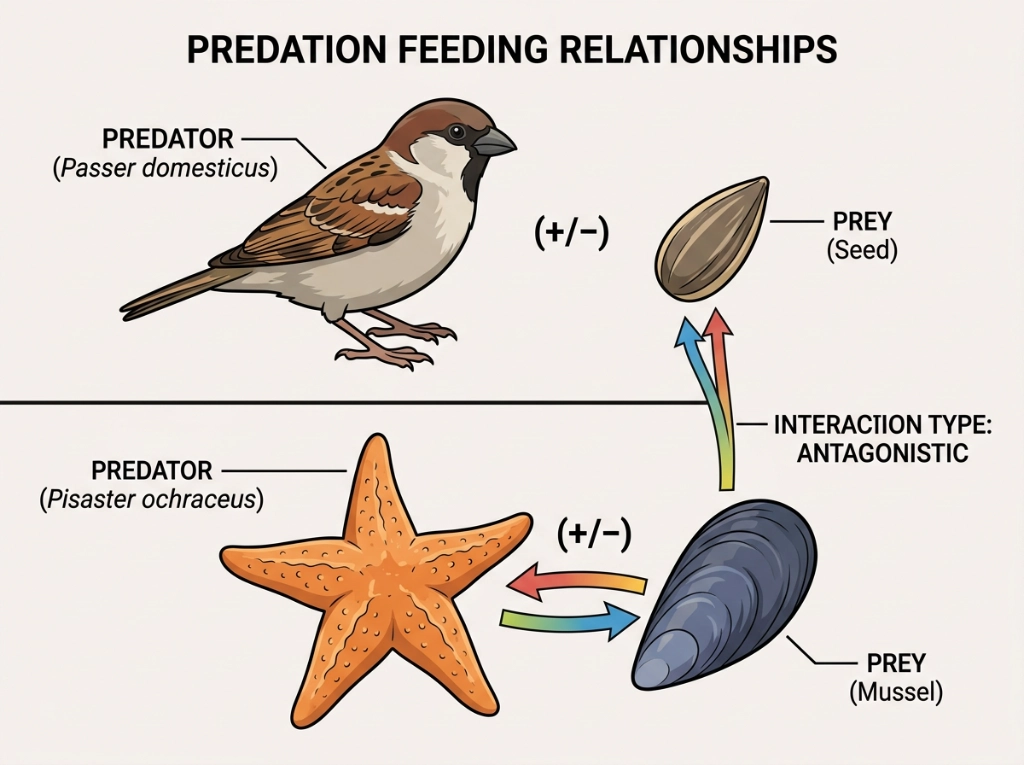 PREDATION FEEDING RELATIONSHIPS
PREDATOR
(Passer domesticus)
(+/−)
PREY
(Seed)
INTERACTION TYPE:
ANTAGONISTIC
PREDATOR
(Pisaster ochraceus)
(+/−)
PREY
(Mussel)